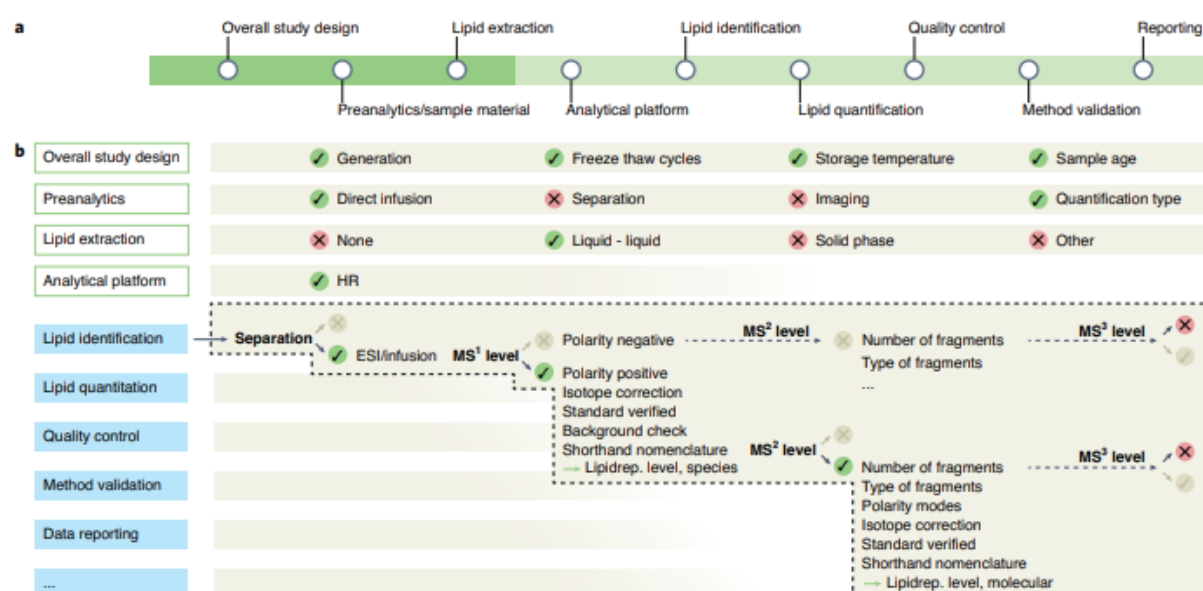 a
Overall study design
Lipid extraction
Lipid identification
Quality control
Reporting
Preanalytics/sample material
Analytical platform
Lipid quantification
Method validation
b
Overall study design
Generation
Freeze thaw cycles
Storage temperature
Sample age
Preanalytics
Direct infusion
Separation
Imaging
Quantification type
Lipid extraction
None
Liquid - liquid
Solid phase
Other
Analytical platform
HR
Lipid identification
Separation
ESI/infusion
MS¹ level
Polarity negative
MS² level
Number of fragments
Type of fragments
...
MS³ level
Polarity positive
Isotope correction
Standard verified
Background check
Shorthand nomenclature
→ Lipidrep. level, species
MS² level
Number of fragments
Type of fragments
Polarity modes
Isotope correction
Standard verified
Shorthand nomenclature
→ Lipidrep. level, molecular
MS³ level
Lipid quantitation
Quality control
Method validation
Data reporting
...